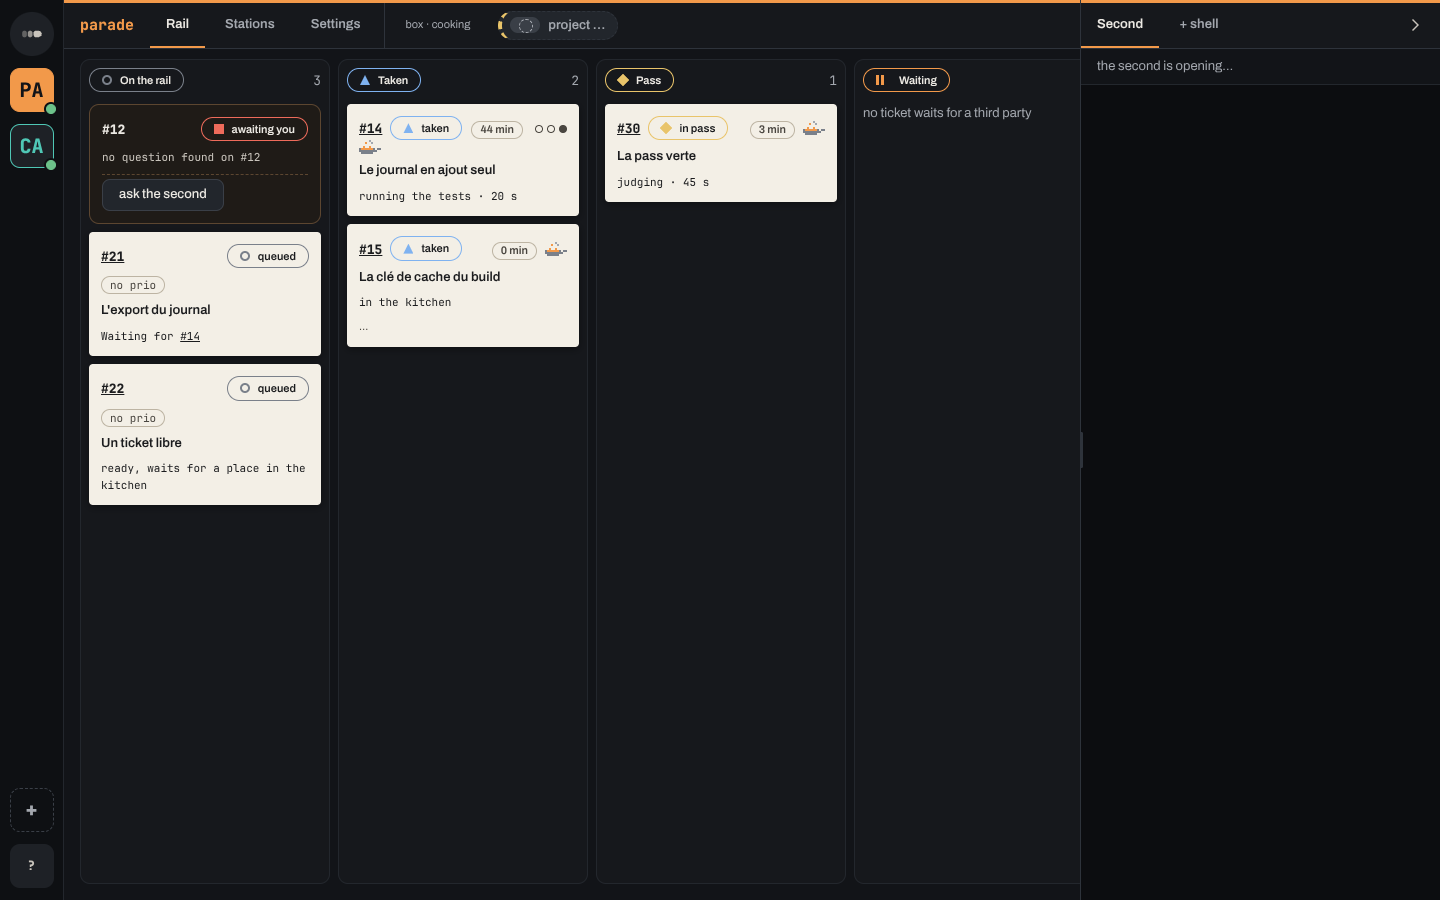 parade
Rail
Stations
Settings
box · cooking
project ...
Second
+ shell
PA
CA
+
?
On the rail
3
#12
awaiting you
no question found on #12
ask the second
#21
queued
no prio
L'export du journal
Waiting for #14
#22
queued
no prio
Un ticket libre
ready, waits for a place in the
kitchen
Taken
2
#14
taken
44 min
Le journal en ajout seul
running the tests · 20 s
#15
taken
0 min
La clé de cache du build
in the kitchen
...
Pass
1
#30
in pass
3 min
La pass verte
judging · 45 s
Waiting
no ticket waits for a third party
the second is opening...